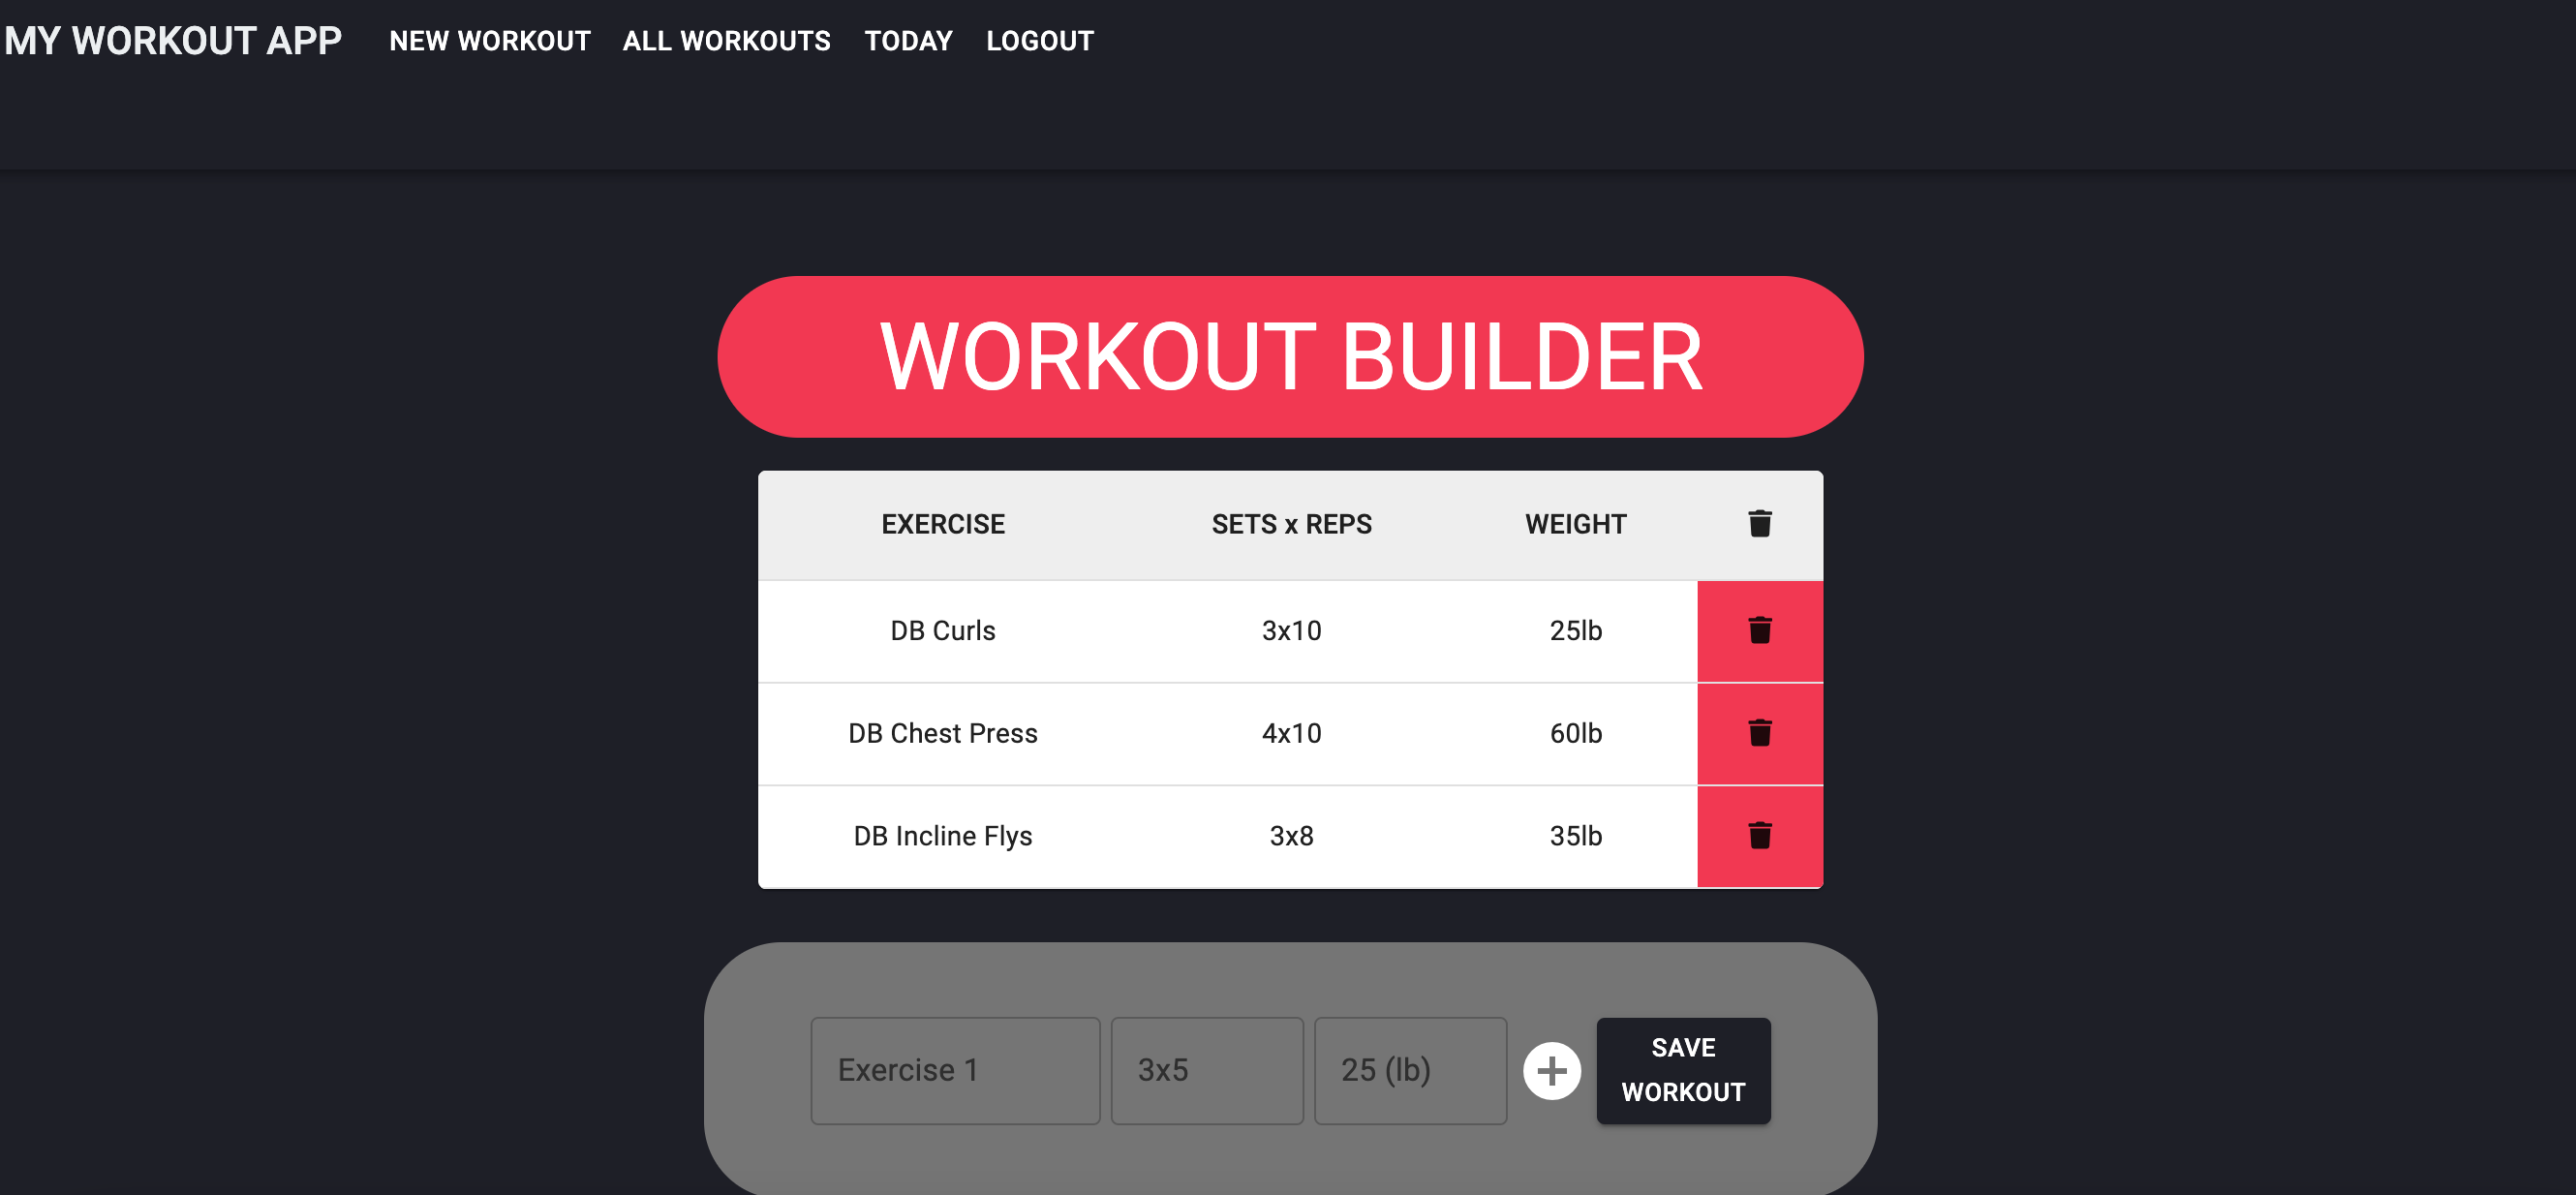 MY WORKOUT APP NEW WORKOUT ALL WORKOUTS TODAY LOGOUT
WORKOUT BUILDER
EXERCISE SETS x REPS WEIGHT
DB Curls 3x10 25lb
DB Chest Press 4x10 60lb
DB Incline Flys 3x8 35lb
Exercise 1 3x5 25 (lb) SAVE
WORKOUT